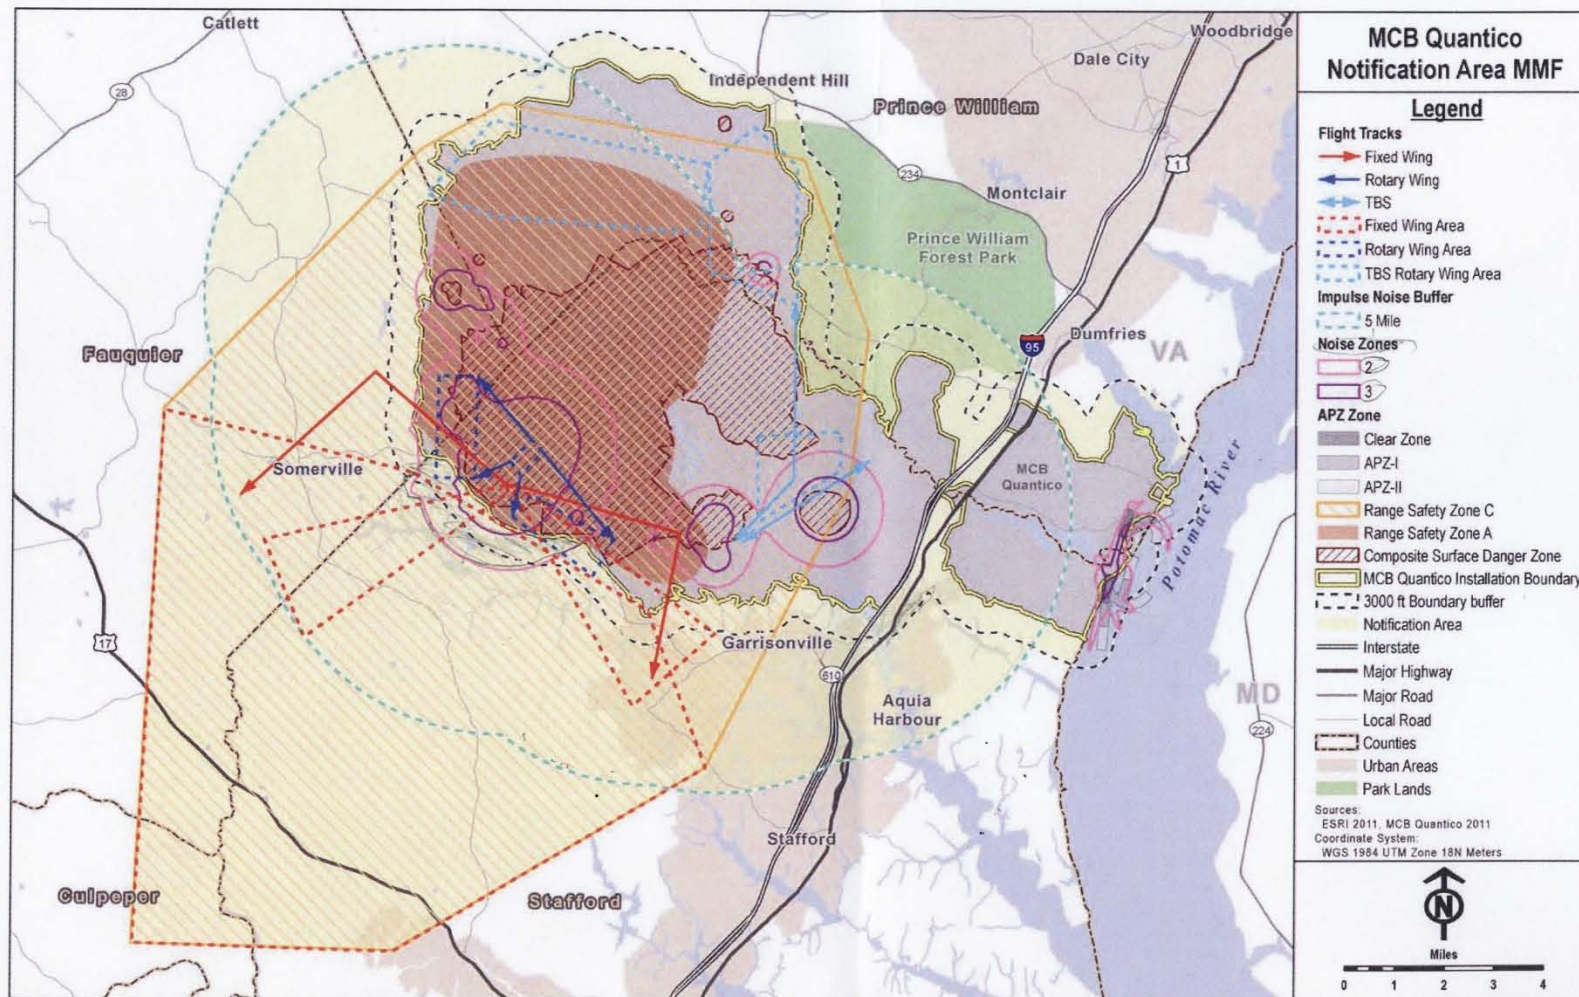 Catlett
Woodbridge
Dale City
28
Independent Hill
Prince William
1
234
Montclair
Prince William
Forest Park
Dumfries
95
VA
Fauquier
Somerville
MCB
Quantico
Potomac River
17
Garrisonville
610
Aquia
Harbour
MD
224
Stafford
Culpeper
Stafford
MCB Quantico
Notification Area MMF
Legend
Flight Tracks
Fixed Wing
Rotary Wing
TBS
Fixed Wing Area
Rotary Wing Area
TBS Rotary Wing Area
Impulse Noise Buffer
5 Mile
Noise Zones
2
3
APZ Zone
Clear Zone
APZ-I
APZ-II
Range Safety Zone C
Range Safety Zone A
Composite Surface Danger Zone
MCB Quantico Installation Boundary
3000 ft Boundary buffer
Notification Area
Interstate
Major Highway
Major Road
Local Road
Counties
Urban Areas
Park Lands
Sources:
ESRI 2011, MCB Quantico 2011
Coordinate System:
WGS 1984 UTM Zone 18N Meters
N
Miles
0 1 2 3 4